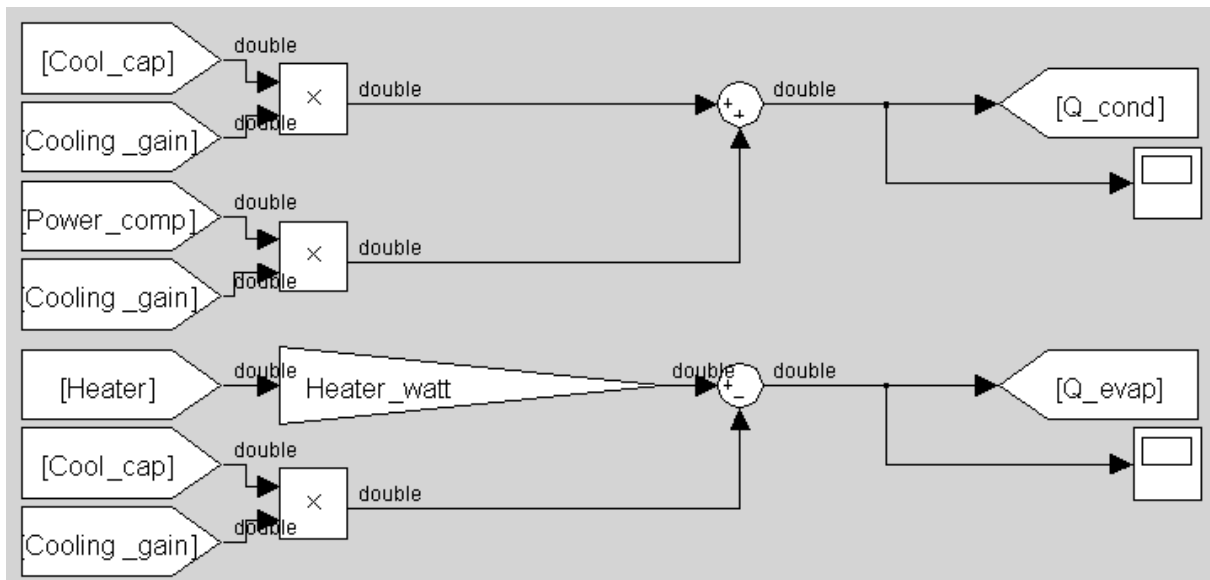 [Cool_cap]
double
×
double
+
+
double
[Q_cond]
[Cooling _gain]
double
[Power_comp]
double
×
double
[Cooling _gain]
double
[Heater]
double
Heater_watt
double
+
−
double
[Q_evap]
[Cool_cap]
double
×
double
[Cooling _gain]
double